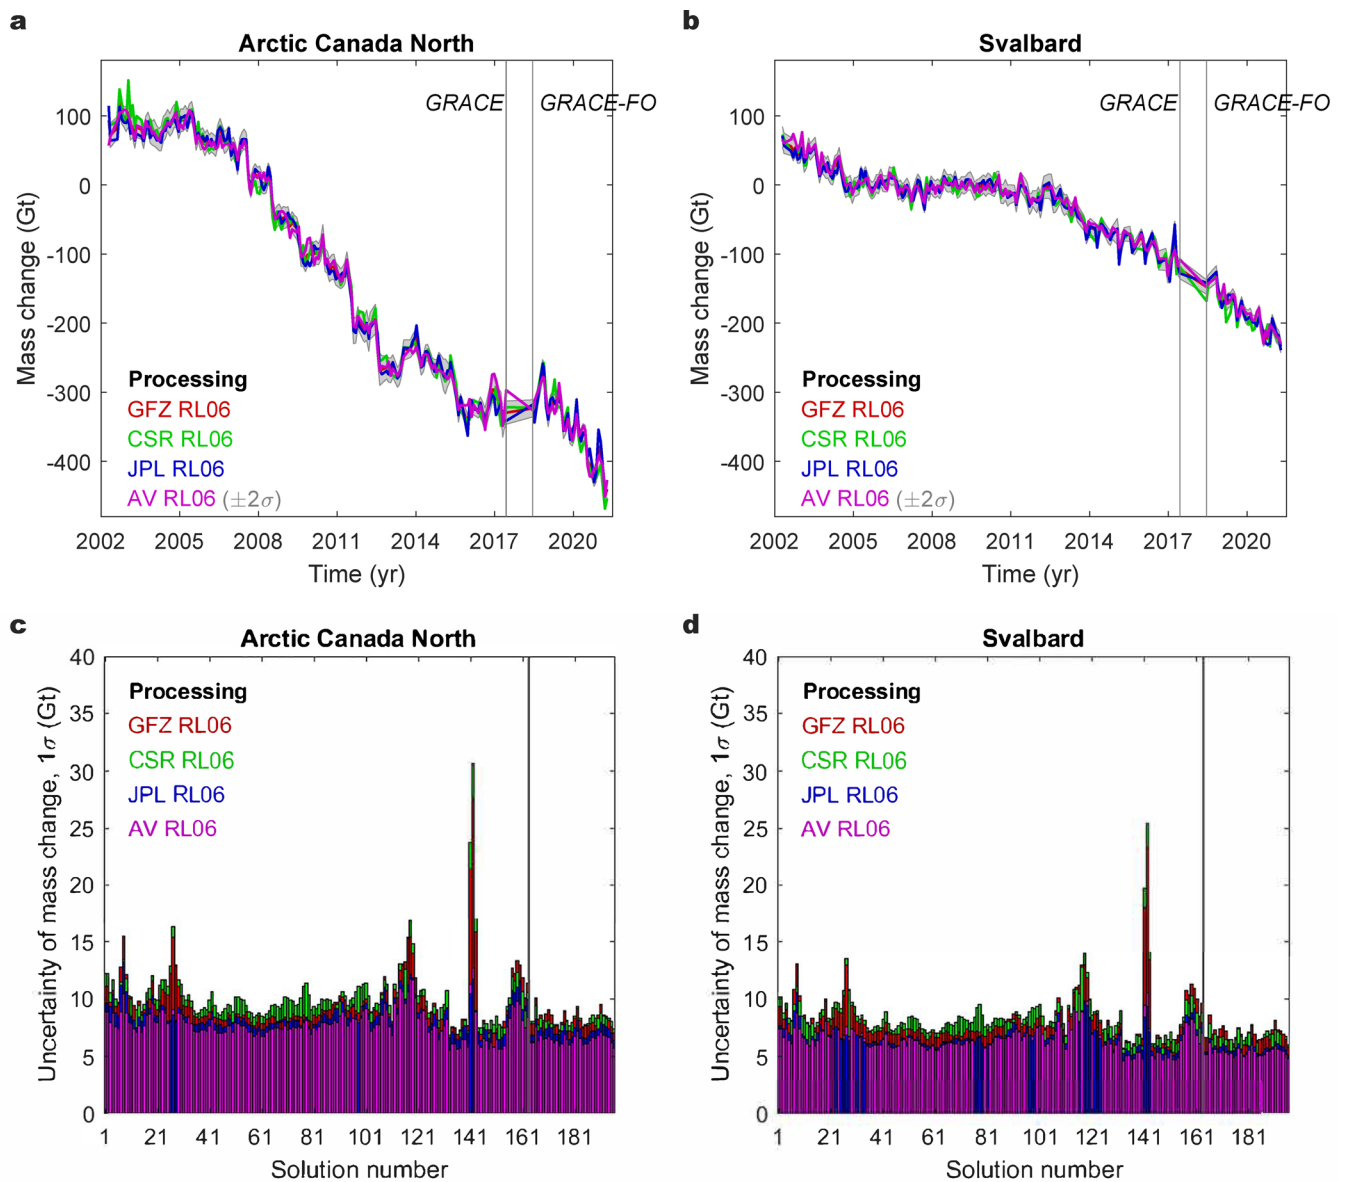 a
Arctic Canada North
GRACE
GRACE-FO
100
0
-100
-200
-300
-400
Mass change (Gt)
Processing
GFZ RL06
CSR RL06
JPL RL06
AV RL06 (±2σ)
2002 2005 2008 2011 2014 2017 2020
Time (yr)
b
Svalbard
GRACE
GRACE-FO
100
0
-100
-200
-300
-400
Mass change (Gt)
Processing
GFZ RL06
CSR RL06
JPL RL06
AV RL06 (±2σ)
2002 2005 2008 2011 2014 2017 2020
Time (yr)
c
Arctic Canada North
40
35
30
25
20
15
10
5
0
Uncertainty of mass change, 1σ (Gt)
Processing
GFZ RL06
CSR RL06
JPL RL06
AV RL06
1 21 41 61 81 101 121 141 161 181
Solution number
d
Svalbard
40
35
30
25
20
15
10
5
0
Uncertainty of mass change, 1σ (Gt)
Processing
GFZ RL06
CSR RL06
JPL RL06
AV RL06
1 21 41 61 81 101 121 141 161 181
Solution number